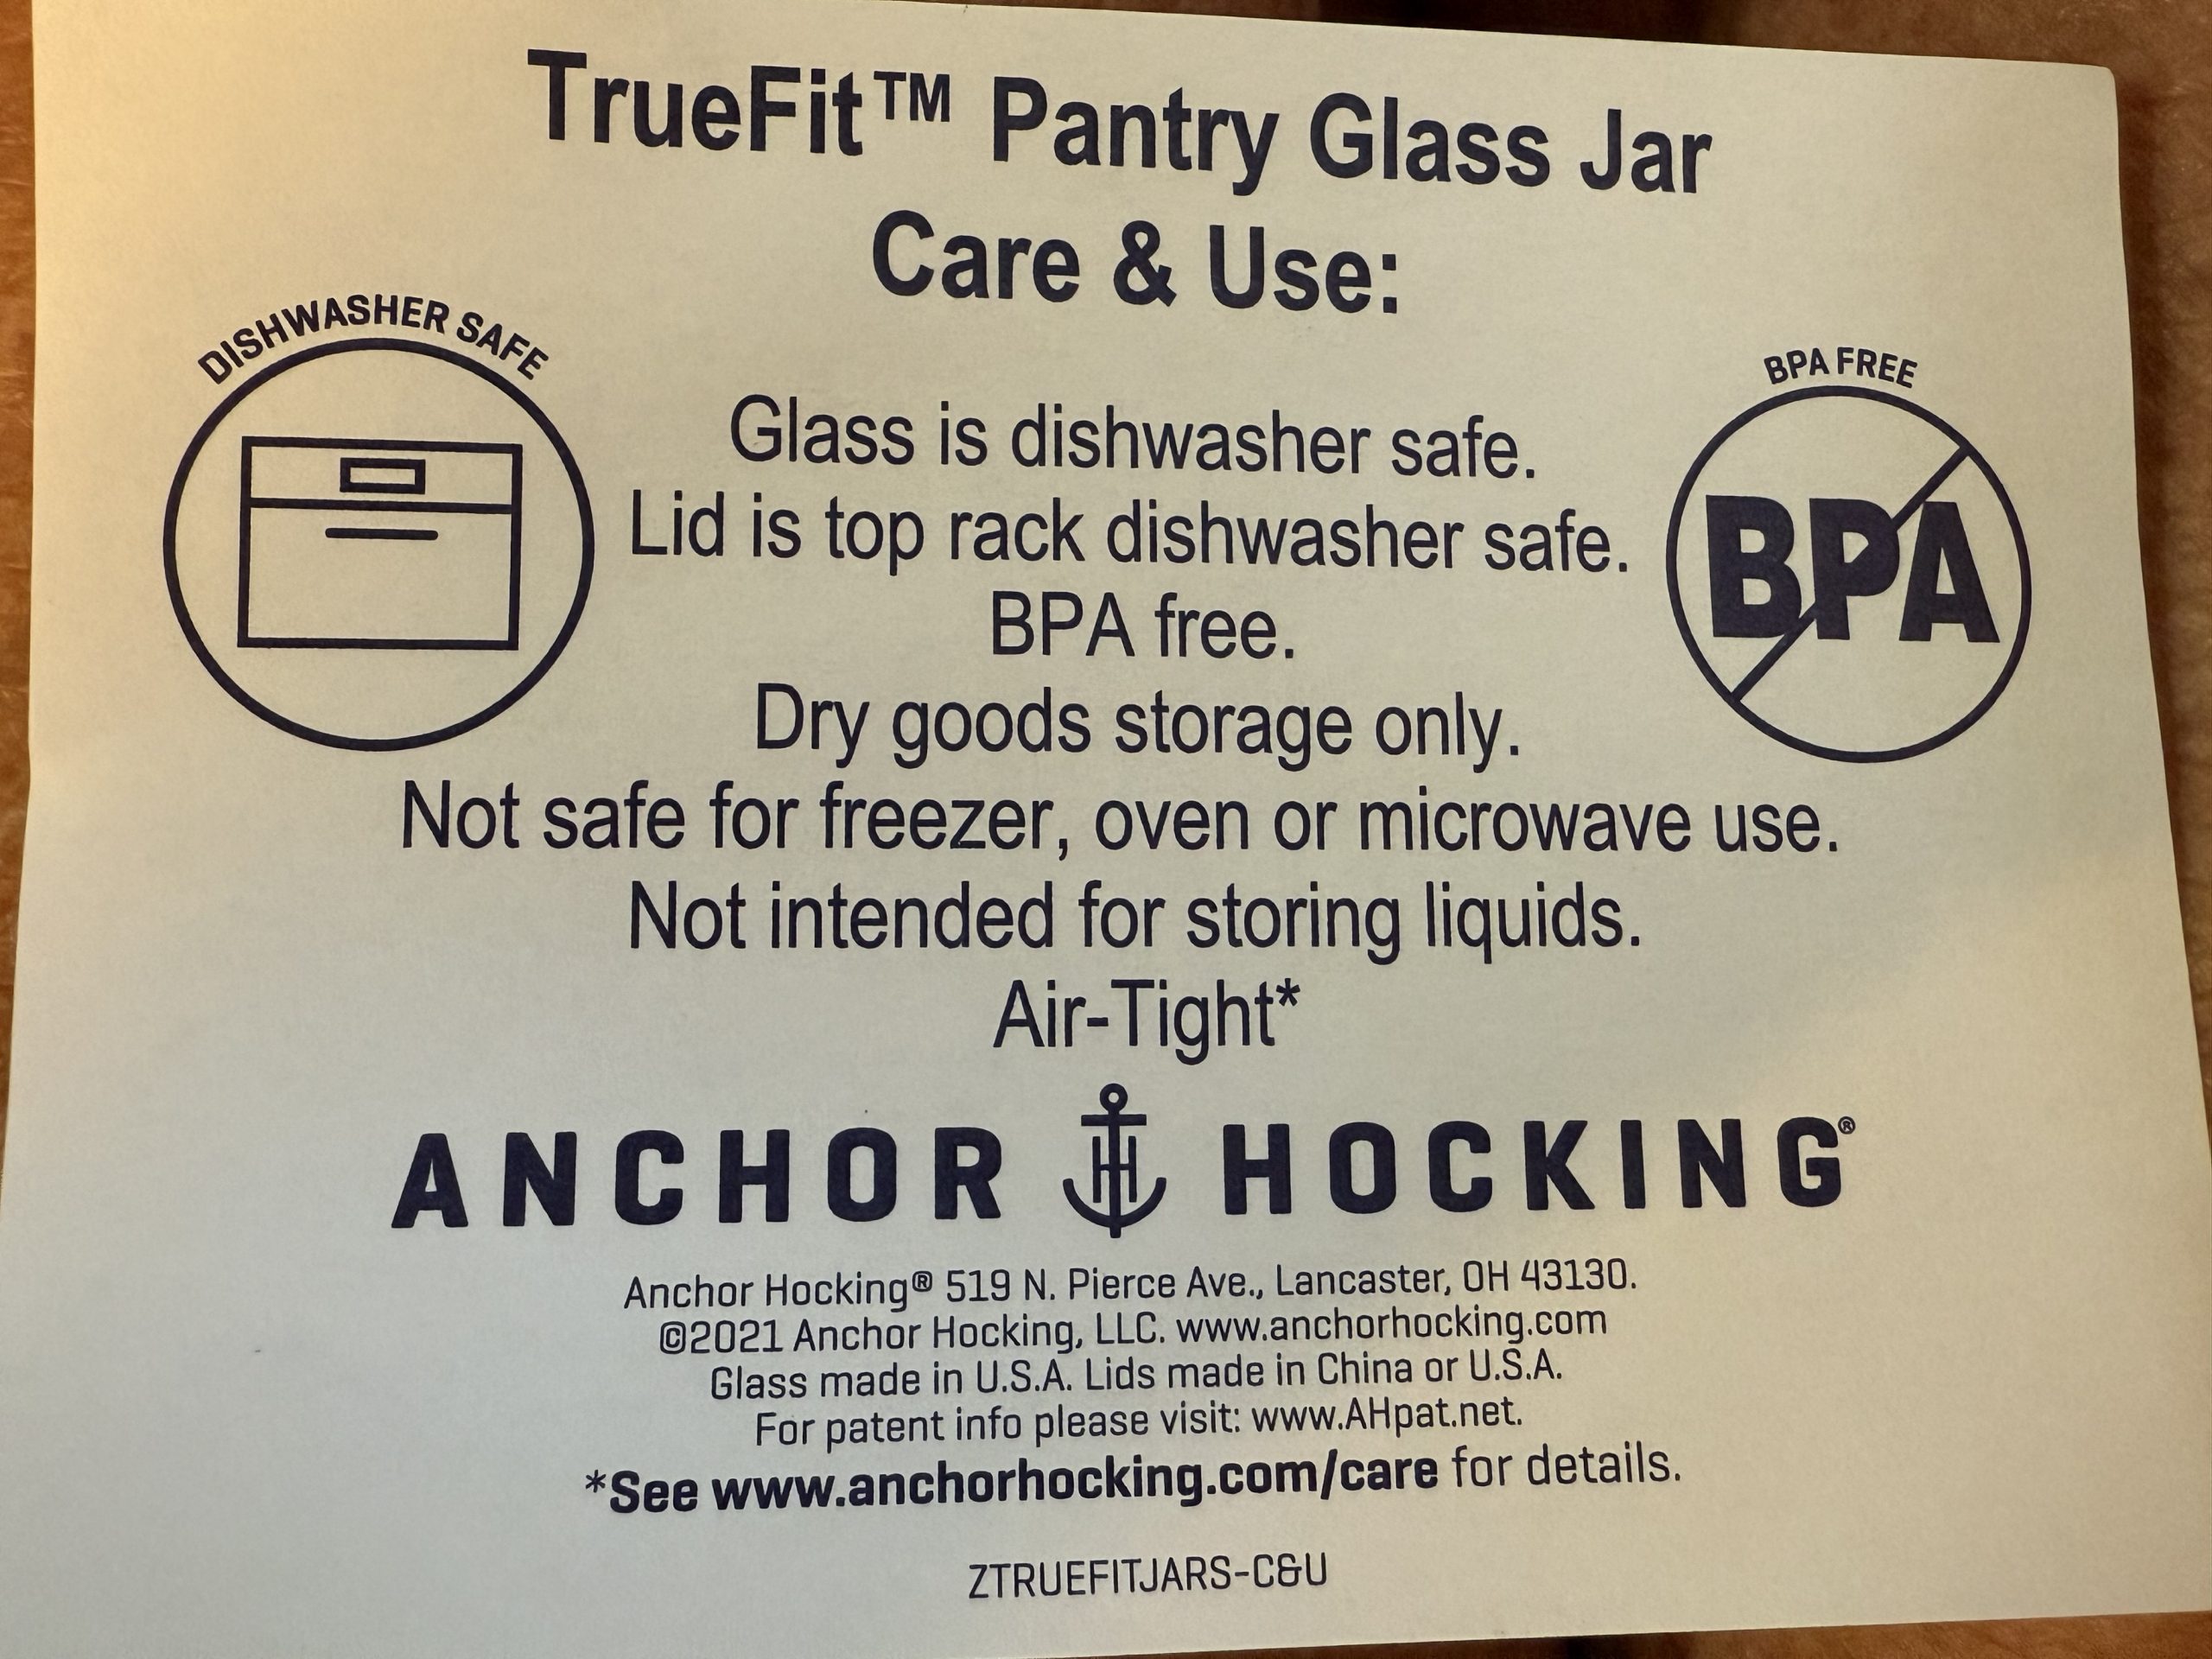 TrueFit™ Pantry Glass Jar
Care & Use:
DISHWASHER SAFE
BPA FREE
BPA
Glass is dishwasher safe.
Lid is top rack dishwasher safe.
BPA free.
Dry goods storage only.
Not safe for freezer, oven or microwave use.
Not intended for storing liquids.
Air-Tight*
ANCHOR HOCKING®
Anchor Hocking® 519 N. Pierce Ave., Lancaster, OH 43130.
©2021 Anchor Hocking, LLC. www.anchorhocking.com
Glass made in U.S.A. Lids made in China or U.S.A.
For patent info please visit: www.AHpat.net.
*See www.anchorhocking.com/care for details.
ZTRUEFITJARS-C&U